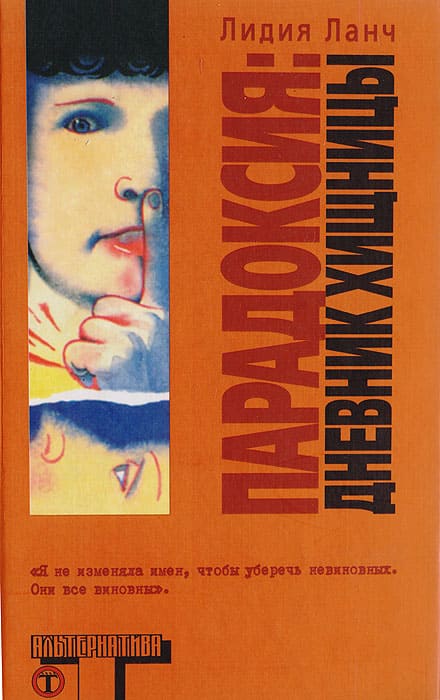 Лидия Ланч
ПАРАДОКСИЯ:
ДНЕВНИК ХИЩНИЦЫ
«Я не изменяла имен, чтобы уберечь невиновных.
Они все виновны».
АЛЬТЕРНАТИВА
Т